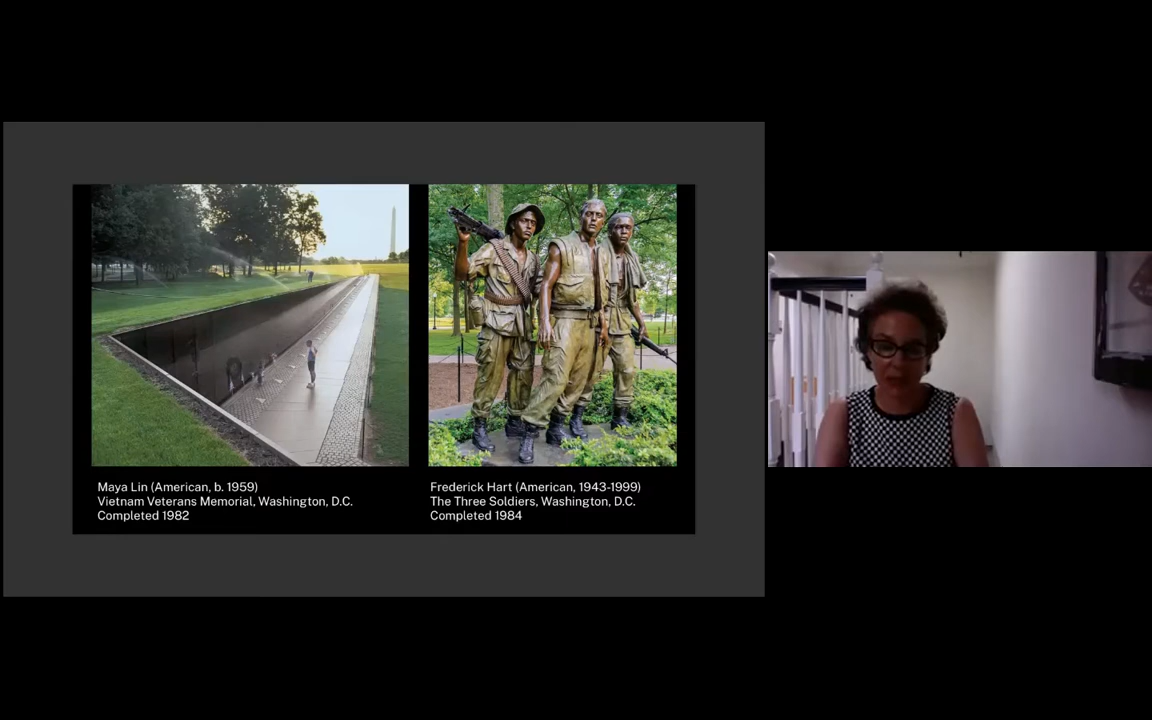 Maya Lin (American, b. 1959)
Vietnam Veterans Memorial, Washington, D.C.
Completed 1982
Frederick Hart (American, 1943-1999)
The Three Soldiers, Washington, D.C.
Completed 1984